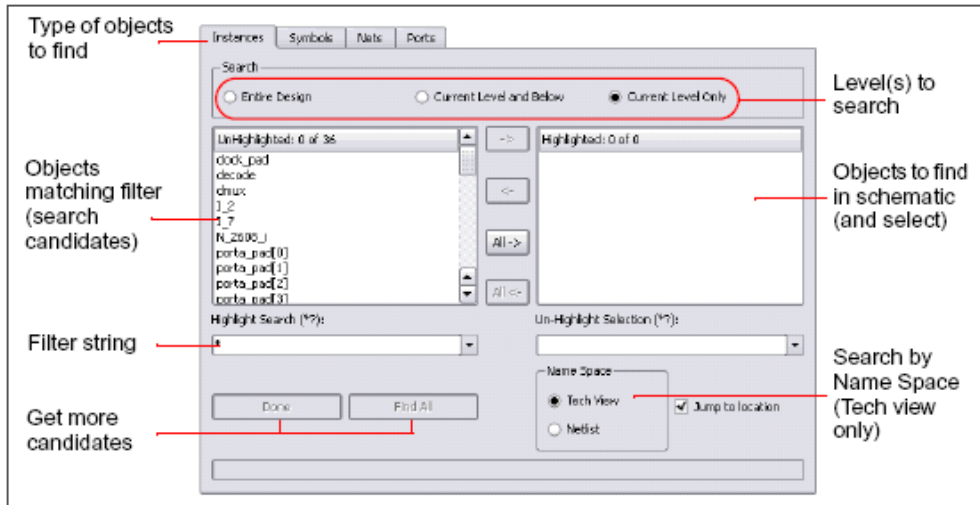 Type of objects
to find
Instances Symbols Nets Ports
Search
Entire Design Current Level and Below Current Level Only
Level(s) to
search
UnHighlighted: 0 of 36
-> 
Highlighted: 0 of 0
clock_pad
decode
dmux
I_2
I_7
N_2606_i
porta_pad[0]
porta_pad[1]
porta_pad[2]
porta_pad[3]
<-
All ->
All <-
Objects
matching filter
(search
candidates)
Objects to find
in schematic
(and select)
Highlight Search (*?):
Un-Highlight Selection (*?):
Filter string
*
Name Space
Tech View
Netlist
Jump to location
Search by
Name Space
(Tech view
only)
Get more
candidates
Done Find All